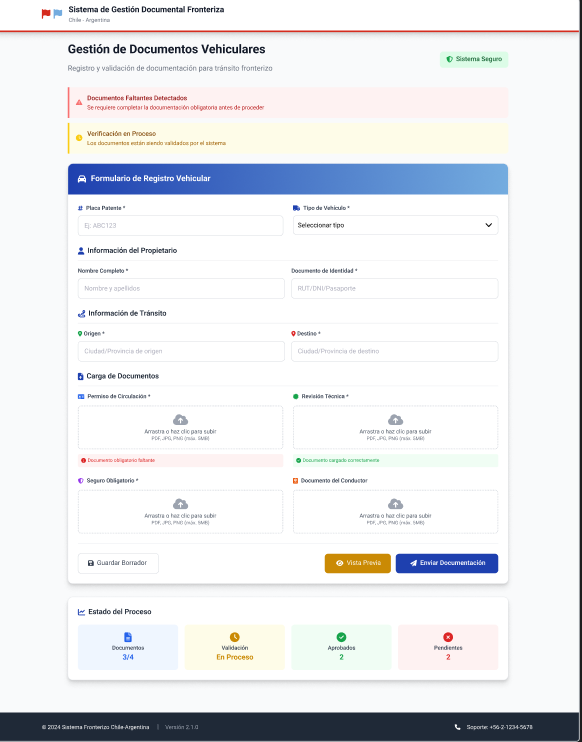 Sistema de Gestión Documental Fronteriza
Chile - Argentina
Gestión de Documentos Vehiculares
Registro y validación de documentación para tránsito fronterizo
Sistema Seguro
Documentos Faltantes Detectados
Se requiere completar la documentación obligatoria antes de proceder
Verificación en Proceso
Los documentos están siendo validados por el sistema
Formulario de Registro Vehicular
Placa Patente *
Tipo de Vehículo *
Ej: ABC123
Seleccionar tipo
Información del Propietario
Nombre Completo *
Documento de Identidad *
Nombre y apellidos
RUT/DNI/Pasaporte
Información de Tránsito
Origen *
Destino *
Ciudad/Provincia de origen
Ciudad/Provincia de destino
Carga de Documentos
Permiso de Circulación *
Revisión Técnica *
Arrastra o haz clic para subir
PDF, JPG, PNG (máx. 5MB)
Arrastra o haz clic para subir
PDF, JPG, PNG (máx. 5MB)
Documento obligatorio faltante
Documento cargado correctamente
Seguro Obligatorio *
Documento del Conductor
Arrastra o haz clic para subir
PDF, JPG, PNG (máx. 5MB)
Arrastra o haz clic para subir
PDF, JPG, PNG (máx. 5MB)
Guardar Borrador
Vista Previa
Enviar Documentación
Estado del Proceso
Documentos
3/4
Validación
En Proceso
Aprobados
2
Pendientes
2
© 2024 Sistema Fronterizo Chile-Argentina | Versión 2.1.0
Soporte: +56-2-1234-5678